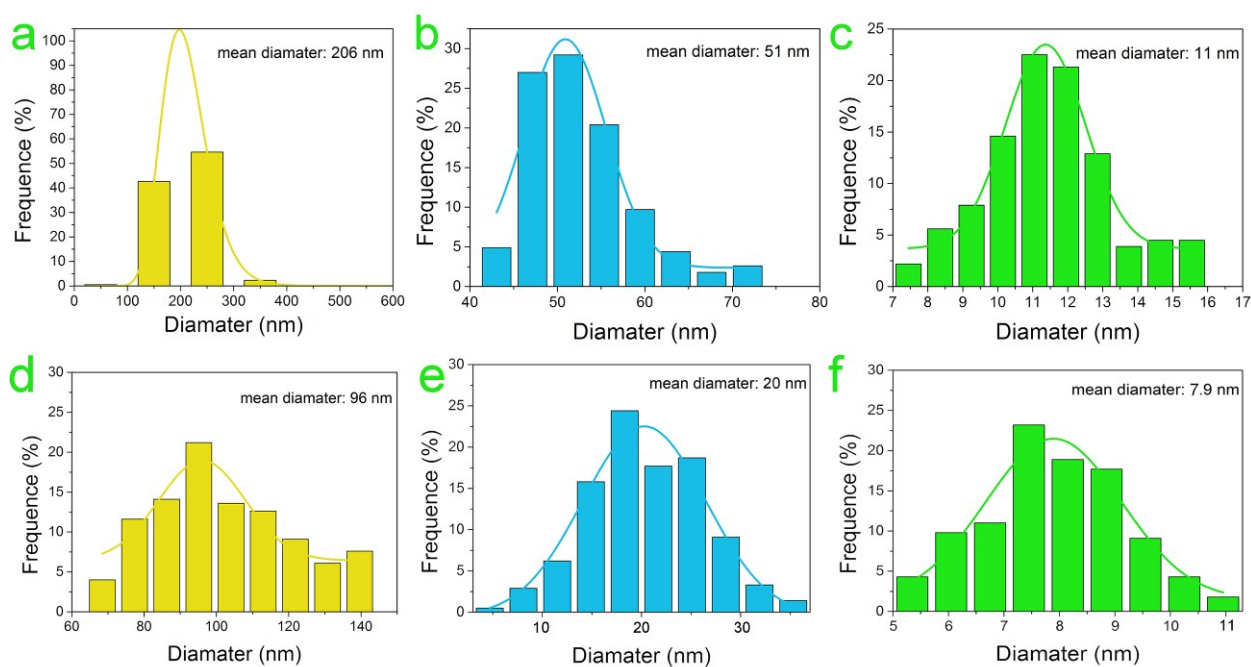 a
mean diamater: 206 nm
Frequence (%)
105
100
90
80
70
60
50
40
30
20
10
0
0 100 200 300 400 500 600
Diamater (nm)
b
mean diamater: 51 nm
Frequence (%)
30
25
20
15
10
5
0
40 50 60 70 80
Diamater (nm)
c
mean diamater: 11 nm
Frequence (%)
25
20
15
10
5
0
7 8 9 10 11 12 13 14 15 16 17
Diamater (nm)
d
mean diamater: 96 nm
Frequence (%)
30
25
20
15
10
5
0
60 80 100 120 140
Diamater (nm)
e
mean diamater: 20 nm
Frequence (%)
30
25
20
15
10
5
0
10 20 30
Diamater (nm)
f
mean diamater: 7.9 nm
Frequence (%)
30
25
20
15
10
5
0
5 6 7 8 9 10 11
Diamater (nm)